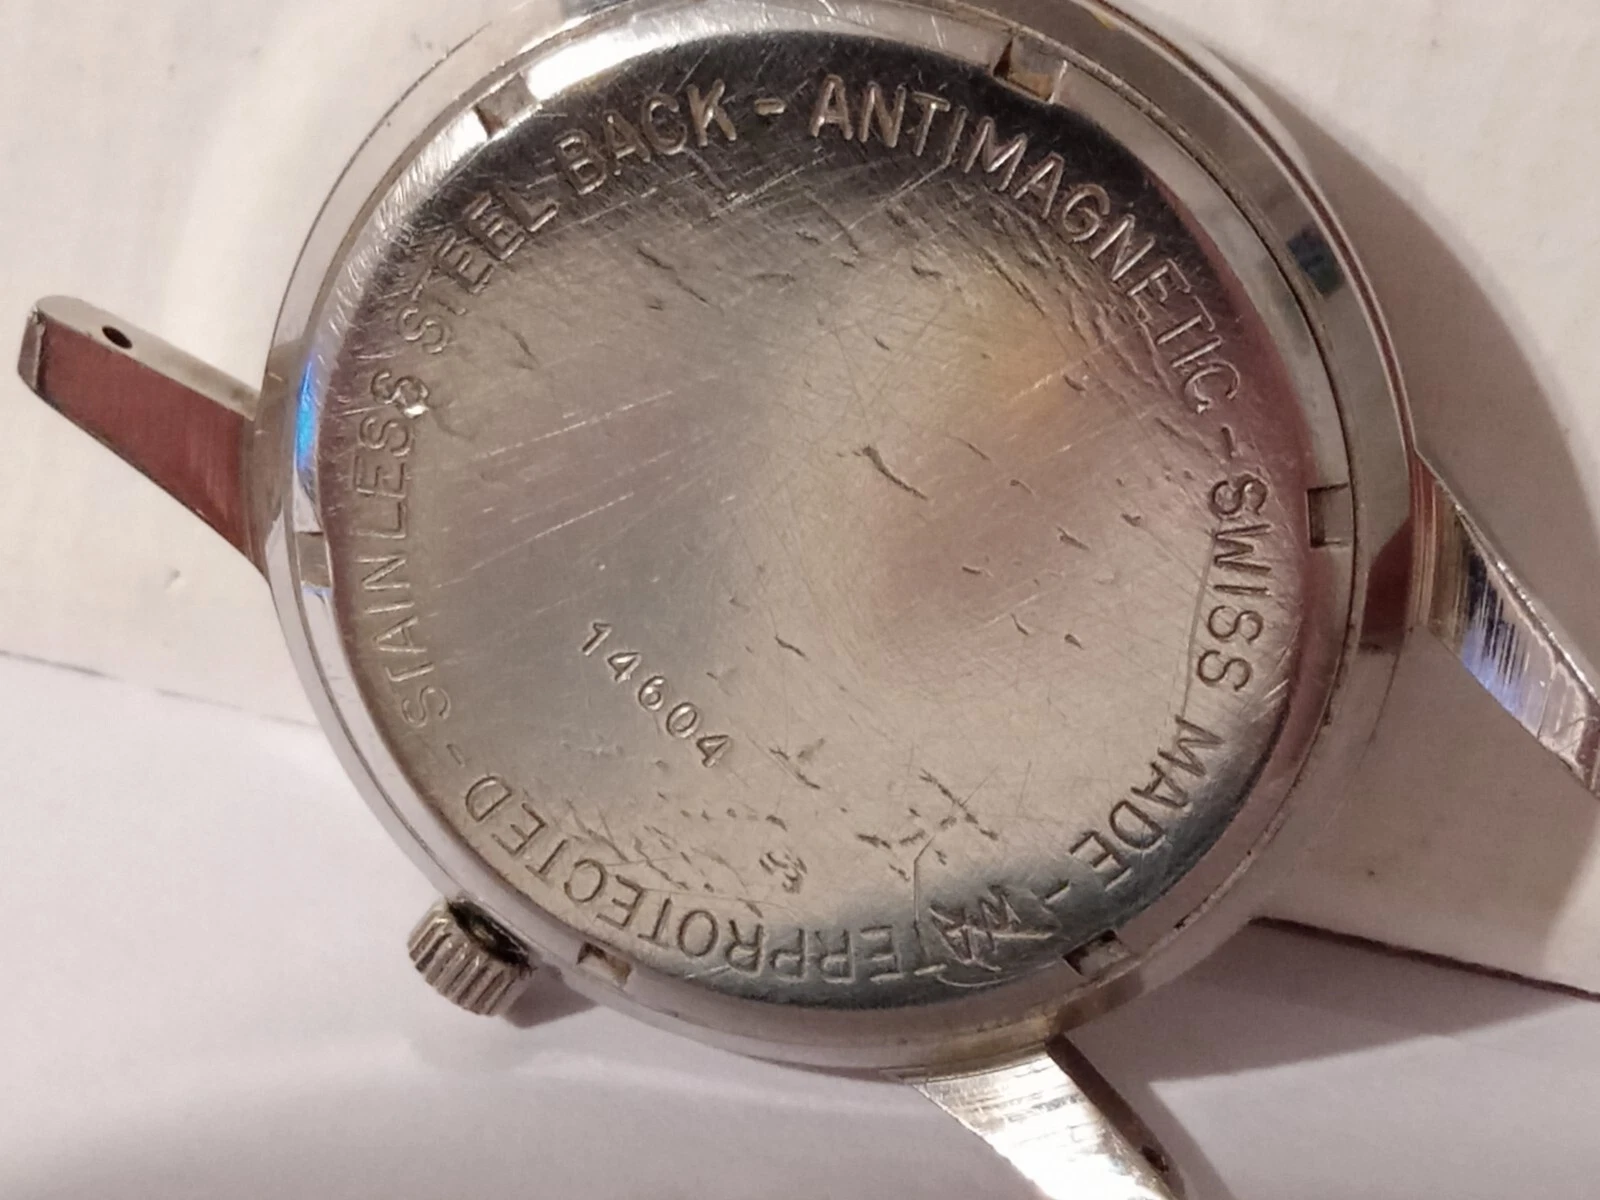 STAINLESS STEEL BACK - ANTIMAGNETIC - SWISS MADE - WATERPROTECTED -
14604